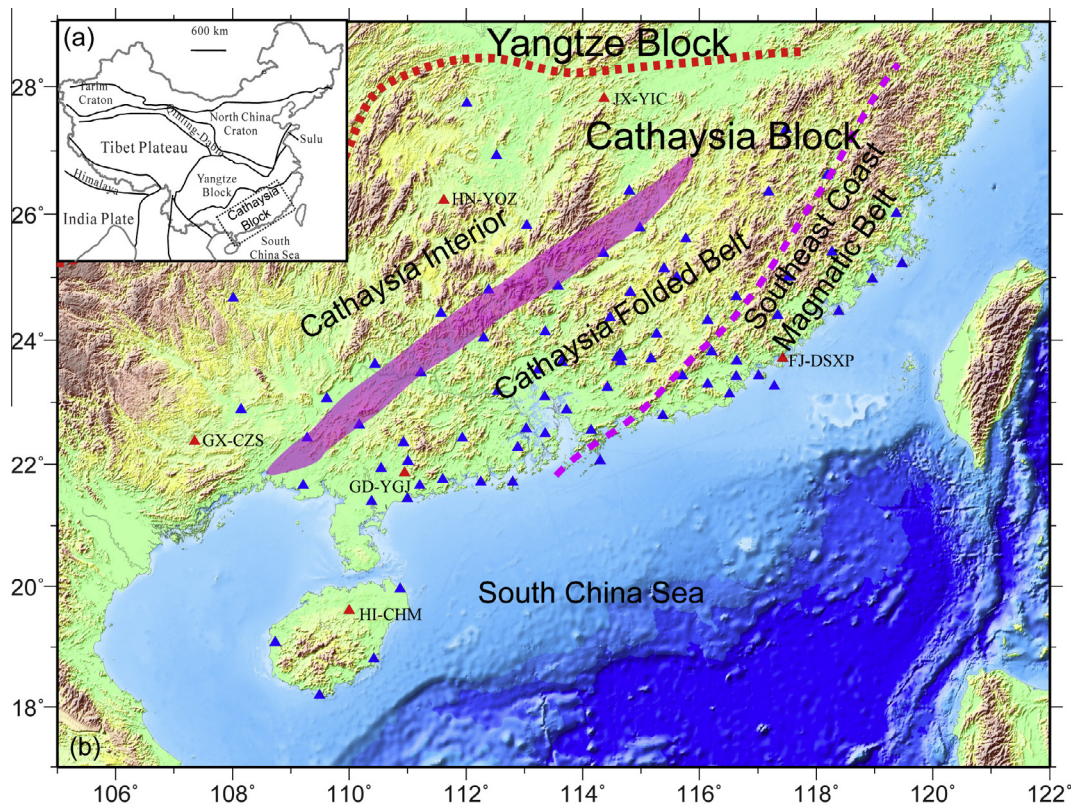 (a)
600 km
Tarim
Craton
North China
Craton
Qinling-Dabie
Sulu
Tibet Plateau
Yangtze
Block
Himalaya
Cathaysia
Block
India Plate
South
China Sea
Yangtze Block
JX-YIC
Cathaysia Block
HN-YOZ
Cathaysia Interior
Cathaysia Folded Belt
Southeast Coast
Magmatic Belt
FJ-DSXP
GX-CZS
GD-YGJ
South China Sea
HI-CHM
(b)
28°
26°
24°
22°
20°
18°
106°
108°
110°
112°
114°
116°
118°
120°
122°